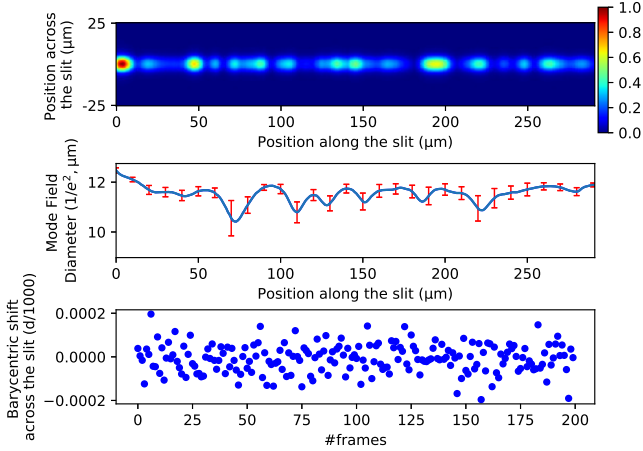 25
-25
Position across
the slit (μm)
0 50 100 150 200 250
Position along the slit (μm)
1.0
0.8
0.6
0.4
0.2
0.0
12
10
Mode Field
Diameter (1/e², μm)
0 50 100 150 200 250
Position along the slit (μm)
0.0002
0.0000
−0.0002
Barycentric shift
across the slit (d/1000)
0 25 50 75 100 125 150 175 200
#frames